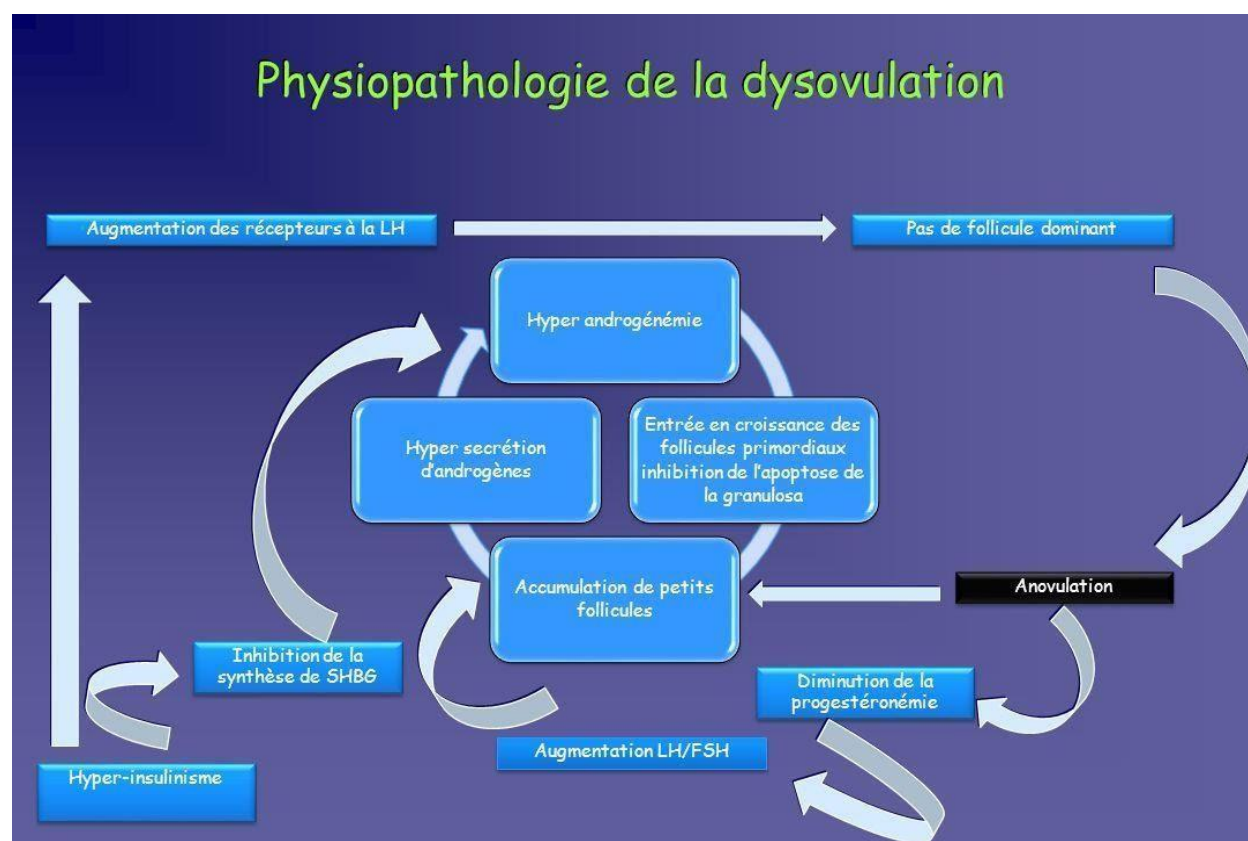 Physiopathologie de la dysovulation
Augmentation des récepteurs à la LH
Pas de follicule dominant
Hyper androgénémie
Hyper secrétion
d'androgènes
Entrée en croissance des
follicules primordiaux
inhibition de l'apoptose de
la granulosa
Accumulation de petits
follicules
Anovulation
Inhibition de la
synthèse de SHBG
Diminution de la
progestéronémie
Augmentation LH/FSH
Hyper-insulinisme